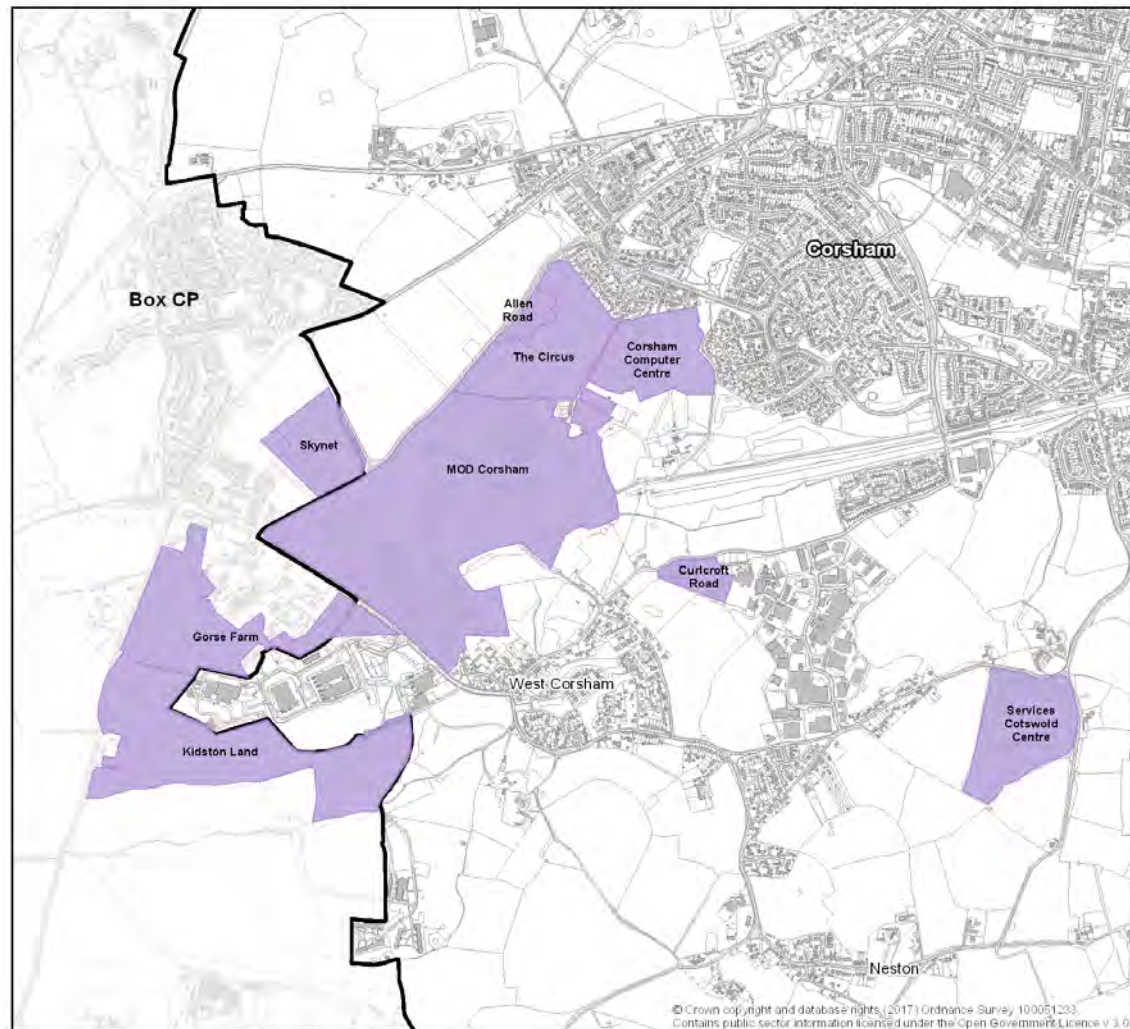 Corsham
Box CP
Allen
Road
The Circus
Corsham
Computer
Centre
Skynet
MOD Corsham
Curlcroft
Road
Gorse Farm
West Corsham
Services
Cotswold
Centre
Kidston Land
Neston
© Crown copyright and database rights (2017) Ordnance Survey 100051233
Contains public sector information licensed under the Open Government Licence v 3.0